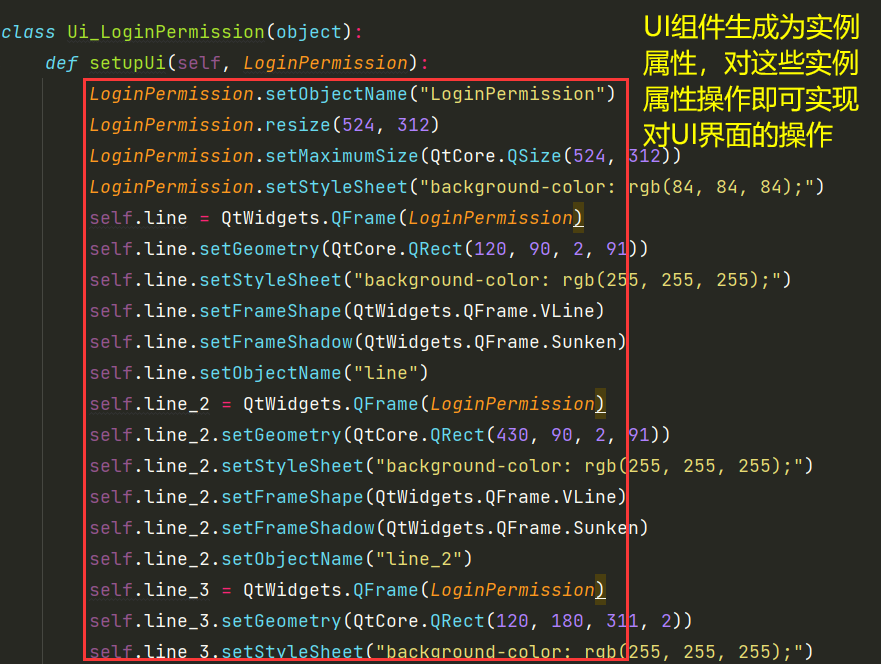 class Ui_LoginPermission(object):
def setupUi(self, LoginPermission):
LoginPermission.setObjectName("LoginPermission")
LoginPermission.resize(524, 312)
LoginPermission.setMaximumSize(QtCore.QSize(524, 312))
LoginPermission.setStyleSheet("background-color: rgb(84, 84, 84);")
self.line = QtWidgets.QFrame(LoginPermission)
self.line.setGeometry(QtCore.QRect(120, 90, 2, 91))
self.line.setStyleSheet("background-color: rgb(255, 255, 255);")
self.line.setFrameShape(QtWidgets.QFrame.VLine)
self.line.setFrameShadow(QtWidgets.QFrame.Sunken)
self.line.setObjectName("line")
self.line_2 = QtWidgets.QFrame(LoginPermission)
self.line_2.setGeometry(QtCore.QRect(430, 90, 2, 91))
self.line_2.setStyleSheet("background-color: rgb(255, 255, 255);")
self.line_2.setFrameShape(QtWidgets.QFrame.VLine)
self.line_2.setFrameShadow(QtWidgets.QFrame.Sunken)
self.line_2.setObjectName("line_2")
self.line_3 = QtWidgets.QFrame(LoginPermission)
self.line_3.setGeometry(QtCore.QRect(120, 180, 311, 2))
self.line_3.setStyleSheet("background-color: rgb(255, 255, 255);")
UI组件生成为实例
属性，对这些实例
属性操作即可实现
对UI界面的操作